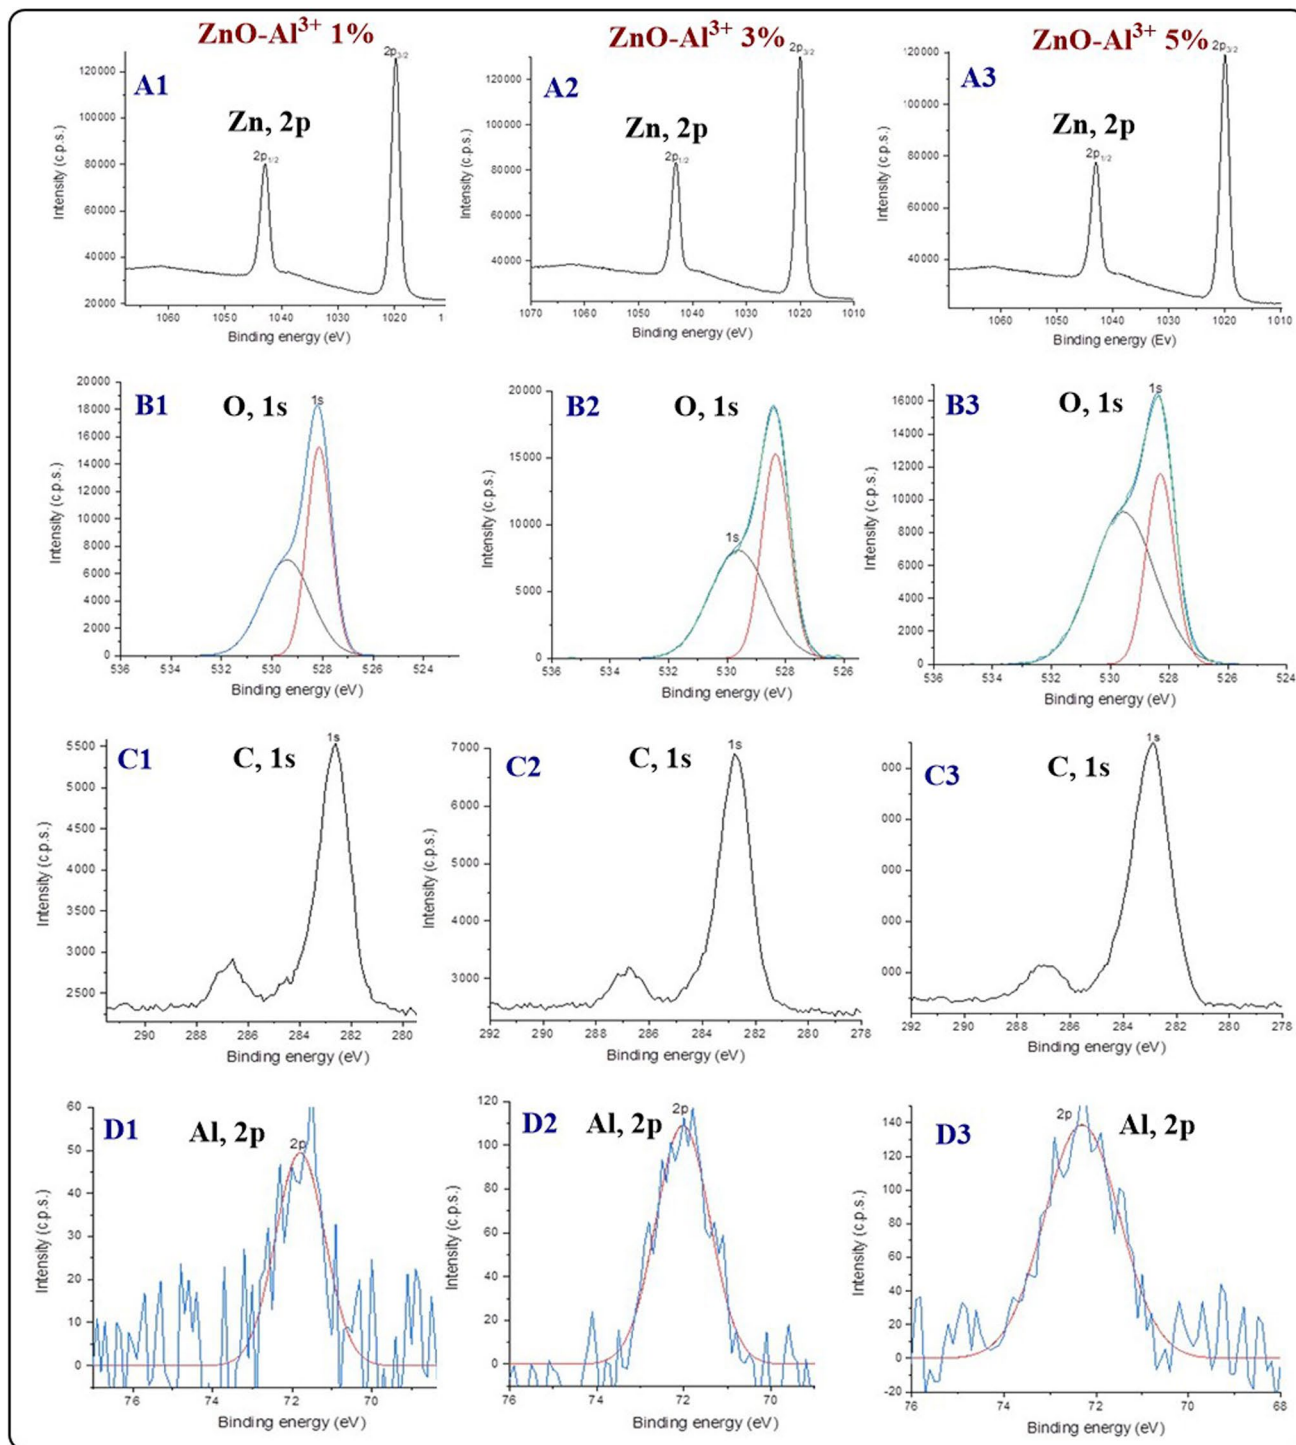 ZnO-Al³⁺ 1%
ZnO-Al³⁺ 3%
ZnO-Al³⁺ 5%
A1
Zn, 2p
2p₁/₂
2p₃/₂
120000
100000
80000
60000
40000
20000
1060
1050
1040
1030
1020
1
Intensity (c.p.s.)
Binding energy (eV)
A2
Zn, 2p
2p₁/₂
2p₃/₂
120000
100000
80000
60000
40000
1070
1060
1050
1040
1030
1020
1010
Intensity (c.p.s.)
Binding energy (eV)
A3
Zn, 2p
2p₁/₂
2p₃/₂
120000
100000
80000
60000
40000
1060
1050
1040
1030
1020
1010
Intensity (c.p.s.)
Binding energy (Ev)
B1
O, 1s
1s
20000
18000
16000
14000
12000
10000
8000
6000
4000
2000
0
536
534
532
530
528
526
524
Intensity (c.p.s.)
Binding energy (eV)
B2
O, 1s
1s
20000
15000
10000
5000
0
536
534
532
530
528
526
Intensity (c.p.s.)
Binding energy (eV)
B3
O, 1s
1s
16000
14000
12000
10000
8000
6000
4000
2000
0
536
534
532
530
528
526
524
Intensity (c.p.s.)
Binding energy (eV)
C1
C, 1s
1s
5500
5000
4500
4000
3500
3000
2500
290
288
286
284
282
280
Intensity (c.p.s.)
Binding energy (eV)
C2
C, 1s
1s
7000
6000
5000
4000
3000
292
290
288
286
284
282
280
278
Intensity (c.p.s.)
Binding energy (eV)
C3
C, 1s
1s
000
000
000
000
000
292
290
288
286
284
282
280
278
Intensity (c.p.s.)
Binding energy (eV)
D1
Al, 2p
2p
60
50
40
30
20
10
0
76
74
72
70
Intensity (c.p.s.)
Binding energy (eV)
D2
Al, 2p
2p
120
100
80
60
40
20
0
76
74
72
70
Intensity (c.p.s.)
Binding energy (eV)
D3
Al, 2p
2p
140
120
100
80
60
40
20
0
-20
76
74
72
70
68
Intensity (c.p.s.)
Binding energy (eV)